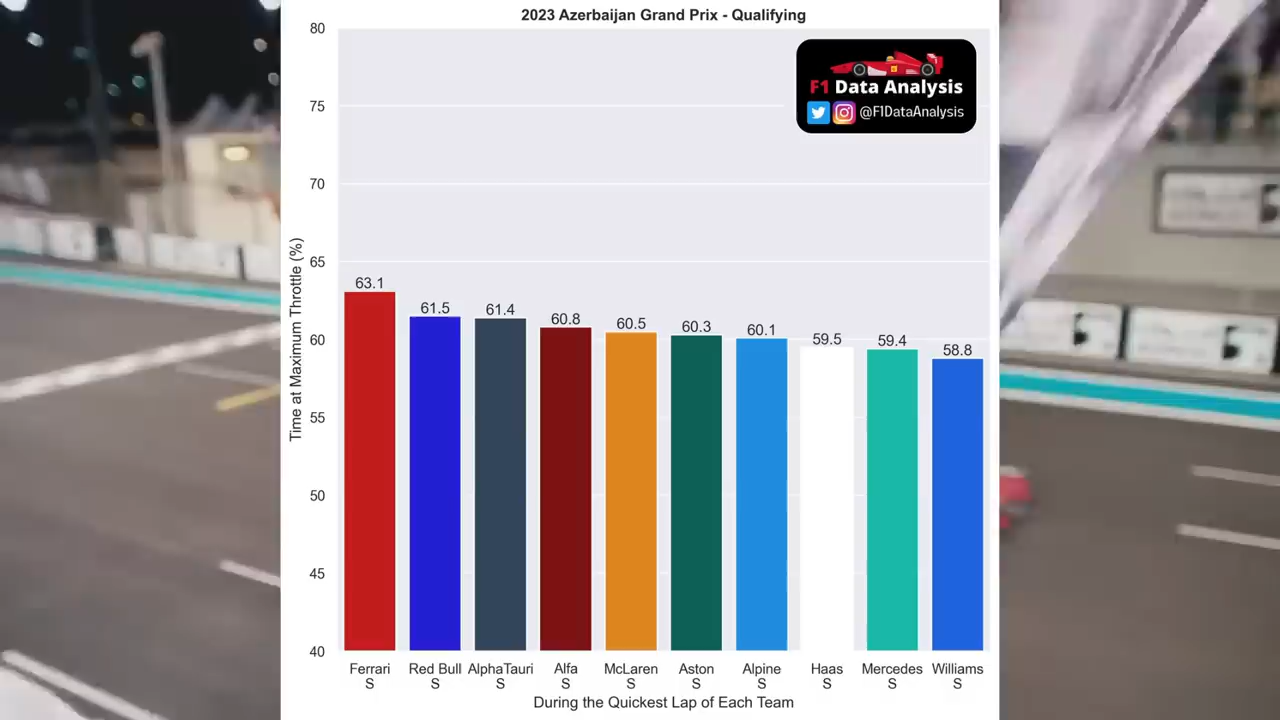 2023 Azerbaijan Grand Prix - Qualifying
F1 Data Analysis
@F1DataAnalysis
Time at Maximum Throttle (%)
80
75
70
65
60
55
50
45
40
63.1
61.5
61.4
60.8
60.5
60.3
60.1
59.5
59.4
58.8
Ferrari Red Bull AlphaTauri Alfa McLaren Aston Alpine Haas Mercedes Williams
S S S S S S S S S S
During the Quickest Lap of Each Team